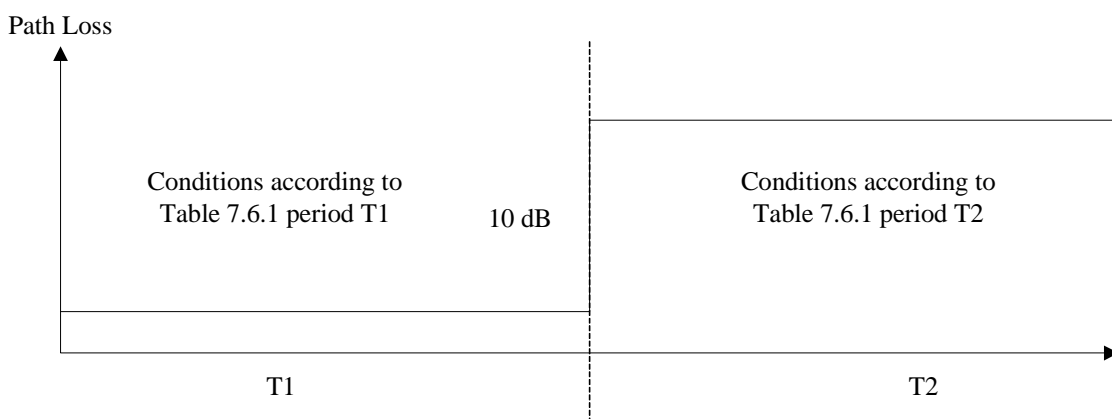 Path Loss
Conditions according to
Table 7.6.1 period T1
10 dB
Conditions according to
Table 7.6.1 period T2
T1
T2